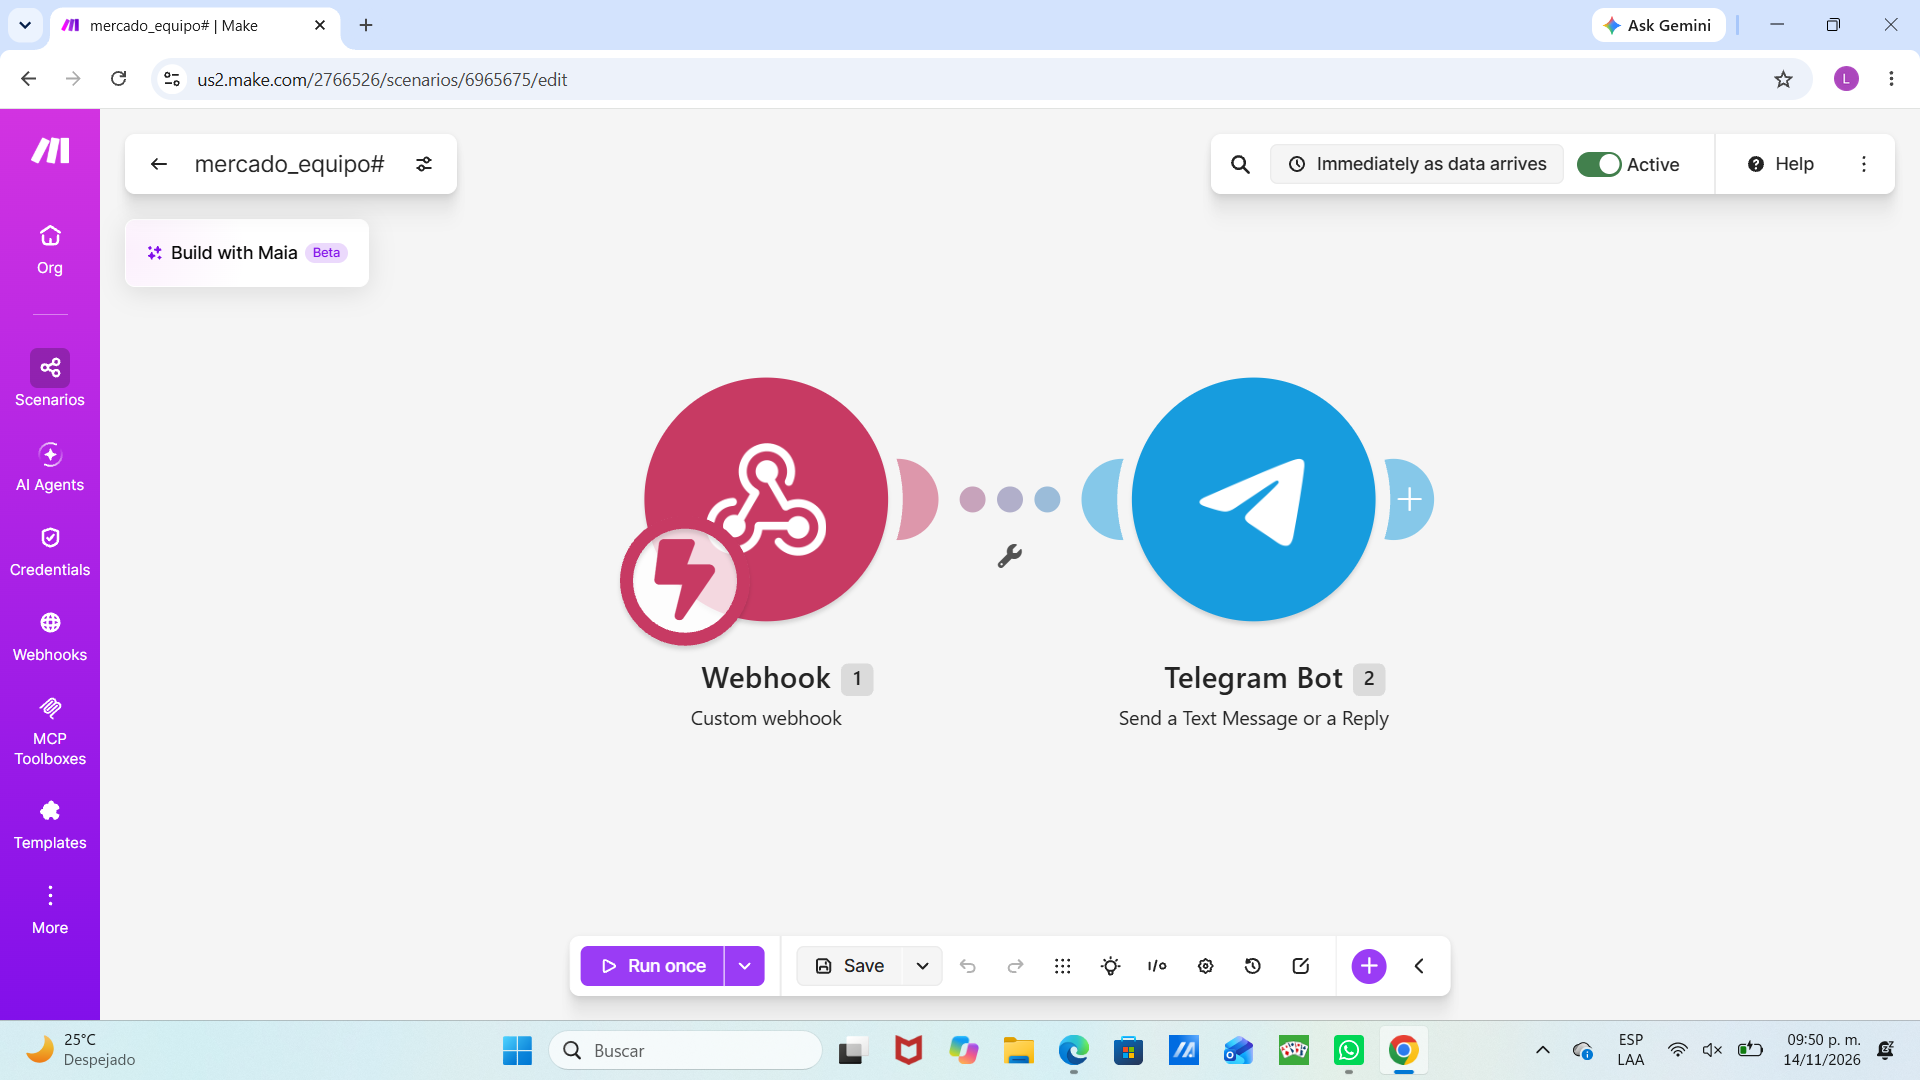 mercado_equipo# | Make
Ask Gemini
us2.make.com/2766526/scenarios/6965675/edit
L
mercado_equipo#
Immediately as data arrives
Active
Help
Build with Maia Beta
Org
Scenarios
AI Agents
Credentials
Webhooks
MCP
Toolboxes
Templates
More
Webhook 1
Custom webhook
Telegram Bot 2
Send a Text Message or a Reply
Run once
Save
25°C
Despejado
Buscar
ESP
LAA
09:50 p. m.
14/11/2026